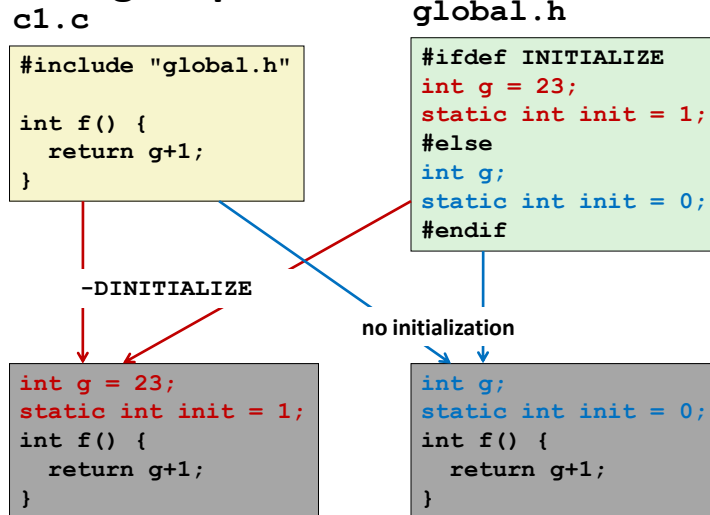 c1.c
global.h
#include "global.h"
int f() {
  return g+1;
}
#ifdef INITIALIZE
int g = 23;
static int init = 1;
#else
int g;
static int init = 0;
#endif
-DINITIALIZE
no initialization
int g = 23;
static int init = 1;
int f() {
  return g+1;
}
int g;
static int init = 0;
int f() {
  return g+1;
}